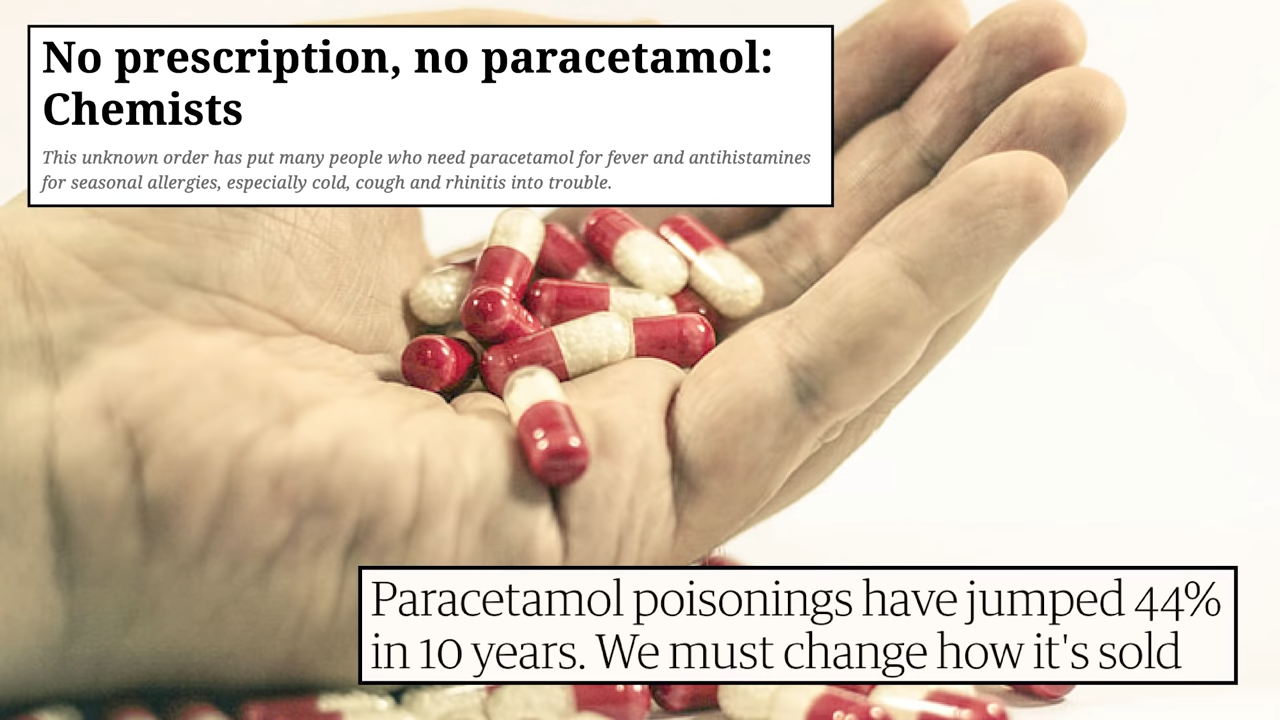 No prescription, no paracetamol:
Chemists
This unknown order has put many people who need paracetamol for fever and antihistamines
for seasonal allergies, especially cold, cough and rhinitis into trouble.
Paracetamol poisonings have jumped 44%
in 10 years. We must change how it's sold